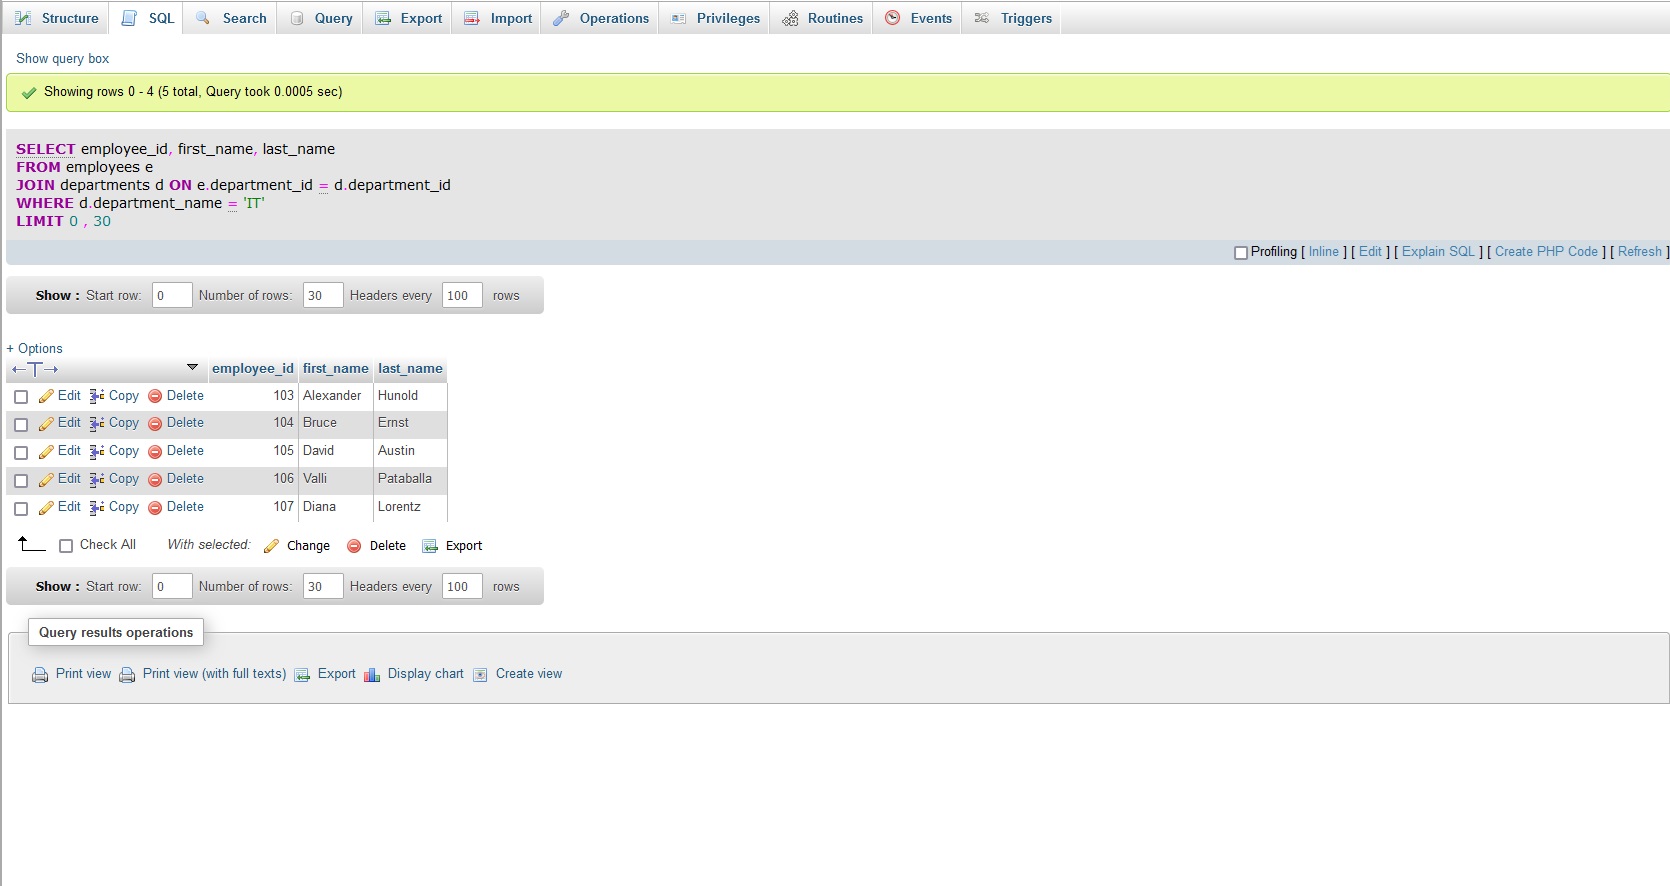 Structure SQL Search Query Export Import Operations Privileges Routines Events Triggers
Show query box
Showing rows 0 - 4 (5 total, Query took 0.0005 sec)
SELECT employee_id, first_name, last_name
FROM employees e
JOIN departments d ON e.department_id = d.department_id
WHERE d.department_name = 'IT'
LIMIT 0 , 30
Profiling [ Inline ] [ Edit ] [ Explain SQL ] [ Create PHP Code ] [ Refresh ]
Show : Start row: 0 Number of rows: 30 Headers every 100 rows
+ Options
←T→ employee_id first_name last_name
Edit Copy Delete 103 Alexander Hunold
Edit Copy Delete 104 Bruce Ernst
Edit Copy Delete 105 David Austin
Edit Copy Delete 106 Valli Pataballa
Edit Copy Delete 107 Diana Lorentz
Check All With selected: Change Delete Export
Show : Start row: 0 Number of rows: 30 Headers every 100 rows
Query results operations
Print view Print view (with full texts) Export Display chart Create view